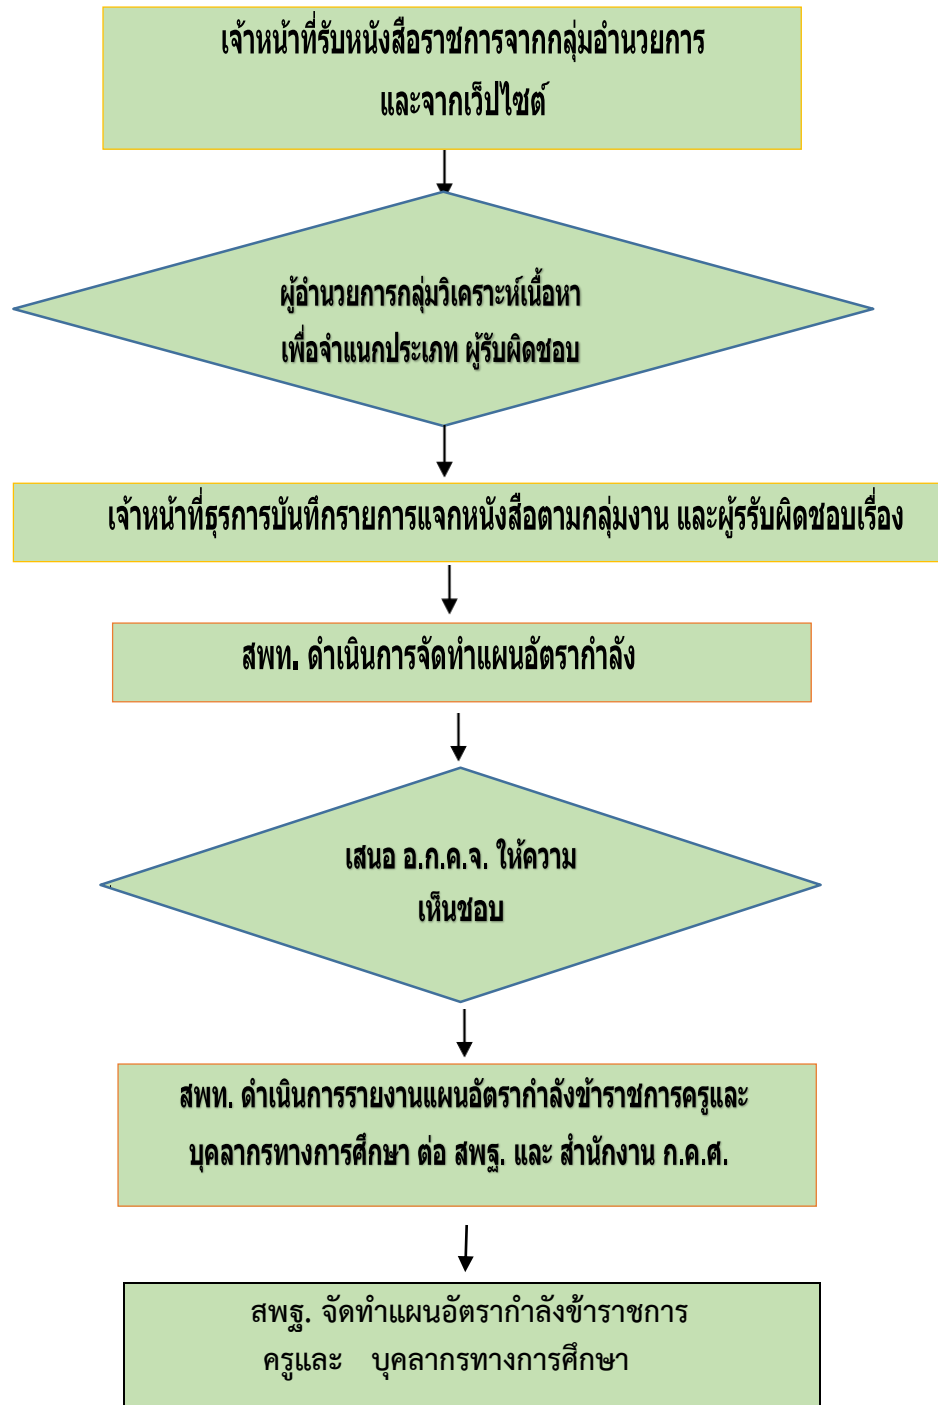 เจ้าหน้าที่รับหนังสือราชการจากกลุ่มอำนวยการ
และจากเว็ปไซต์
ผู้อำนวยการกลุ่มวิเคราะห์เนื้อหา
เพื่อจำแนกประเภท ผู้รับผิดชอบ
เจ้าหน้าที่ธุรการบันทึกรายการแจกหนังสือตามกลุ่มงาน และผู้รรับผิดชอบเรื่อง
สพท. ดำเนินการจัดทำแผนอัตรากำลัง
เสนอ อ.ก.ค.จ. ให้ความ
เห็นชอบ
สพท. ดำเนินการรายงานแผนอัตรากำลังข้าราชการครูและ
บุคลากรทางการศึกษา ต่อ สพฐ. และ สำนักงาน ก.ค.ศ.
สพฐ. จัดทำแผนอัตรากำลังข้าราชการ
ครูและ บุคลากรทางการศึกษา